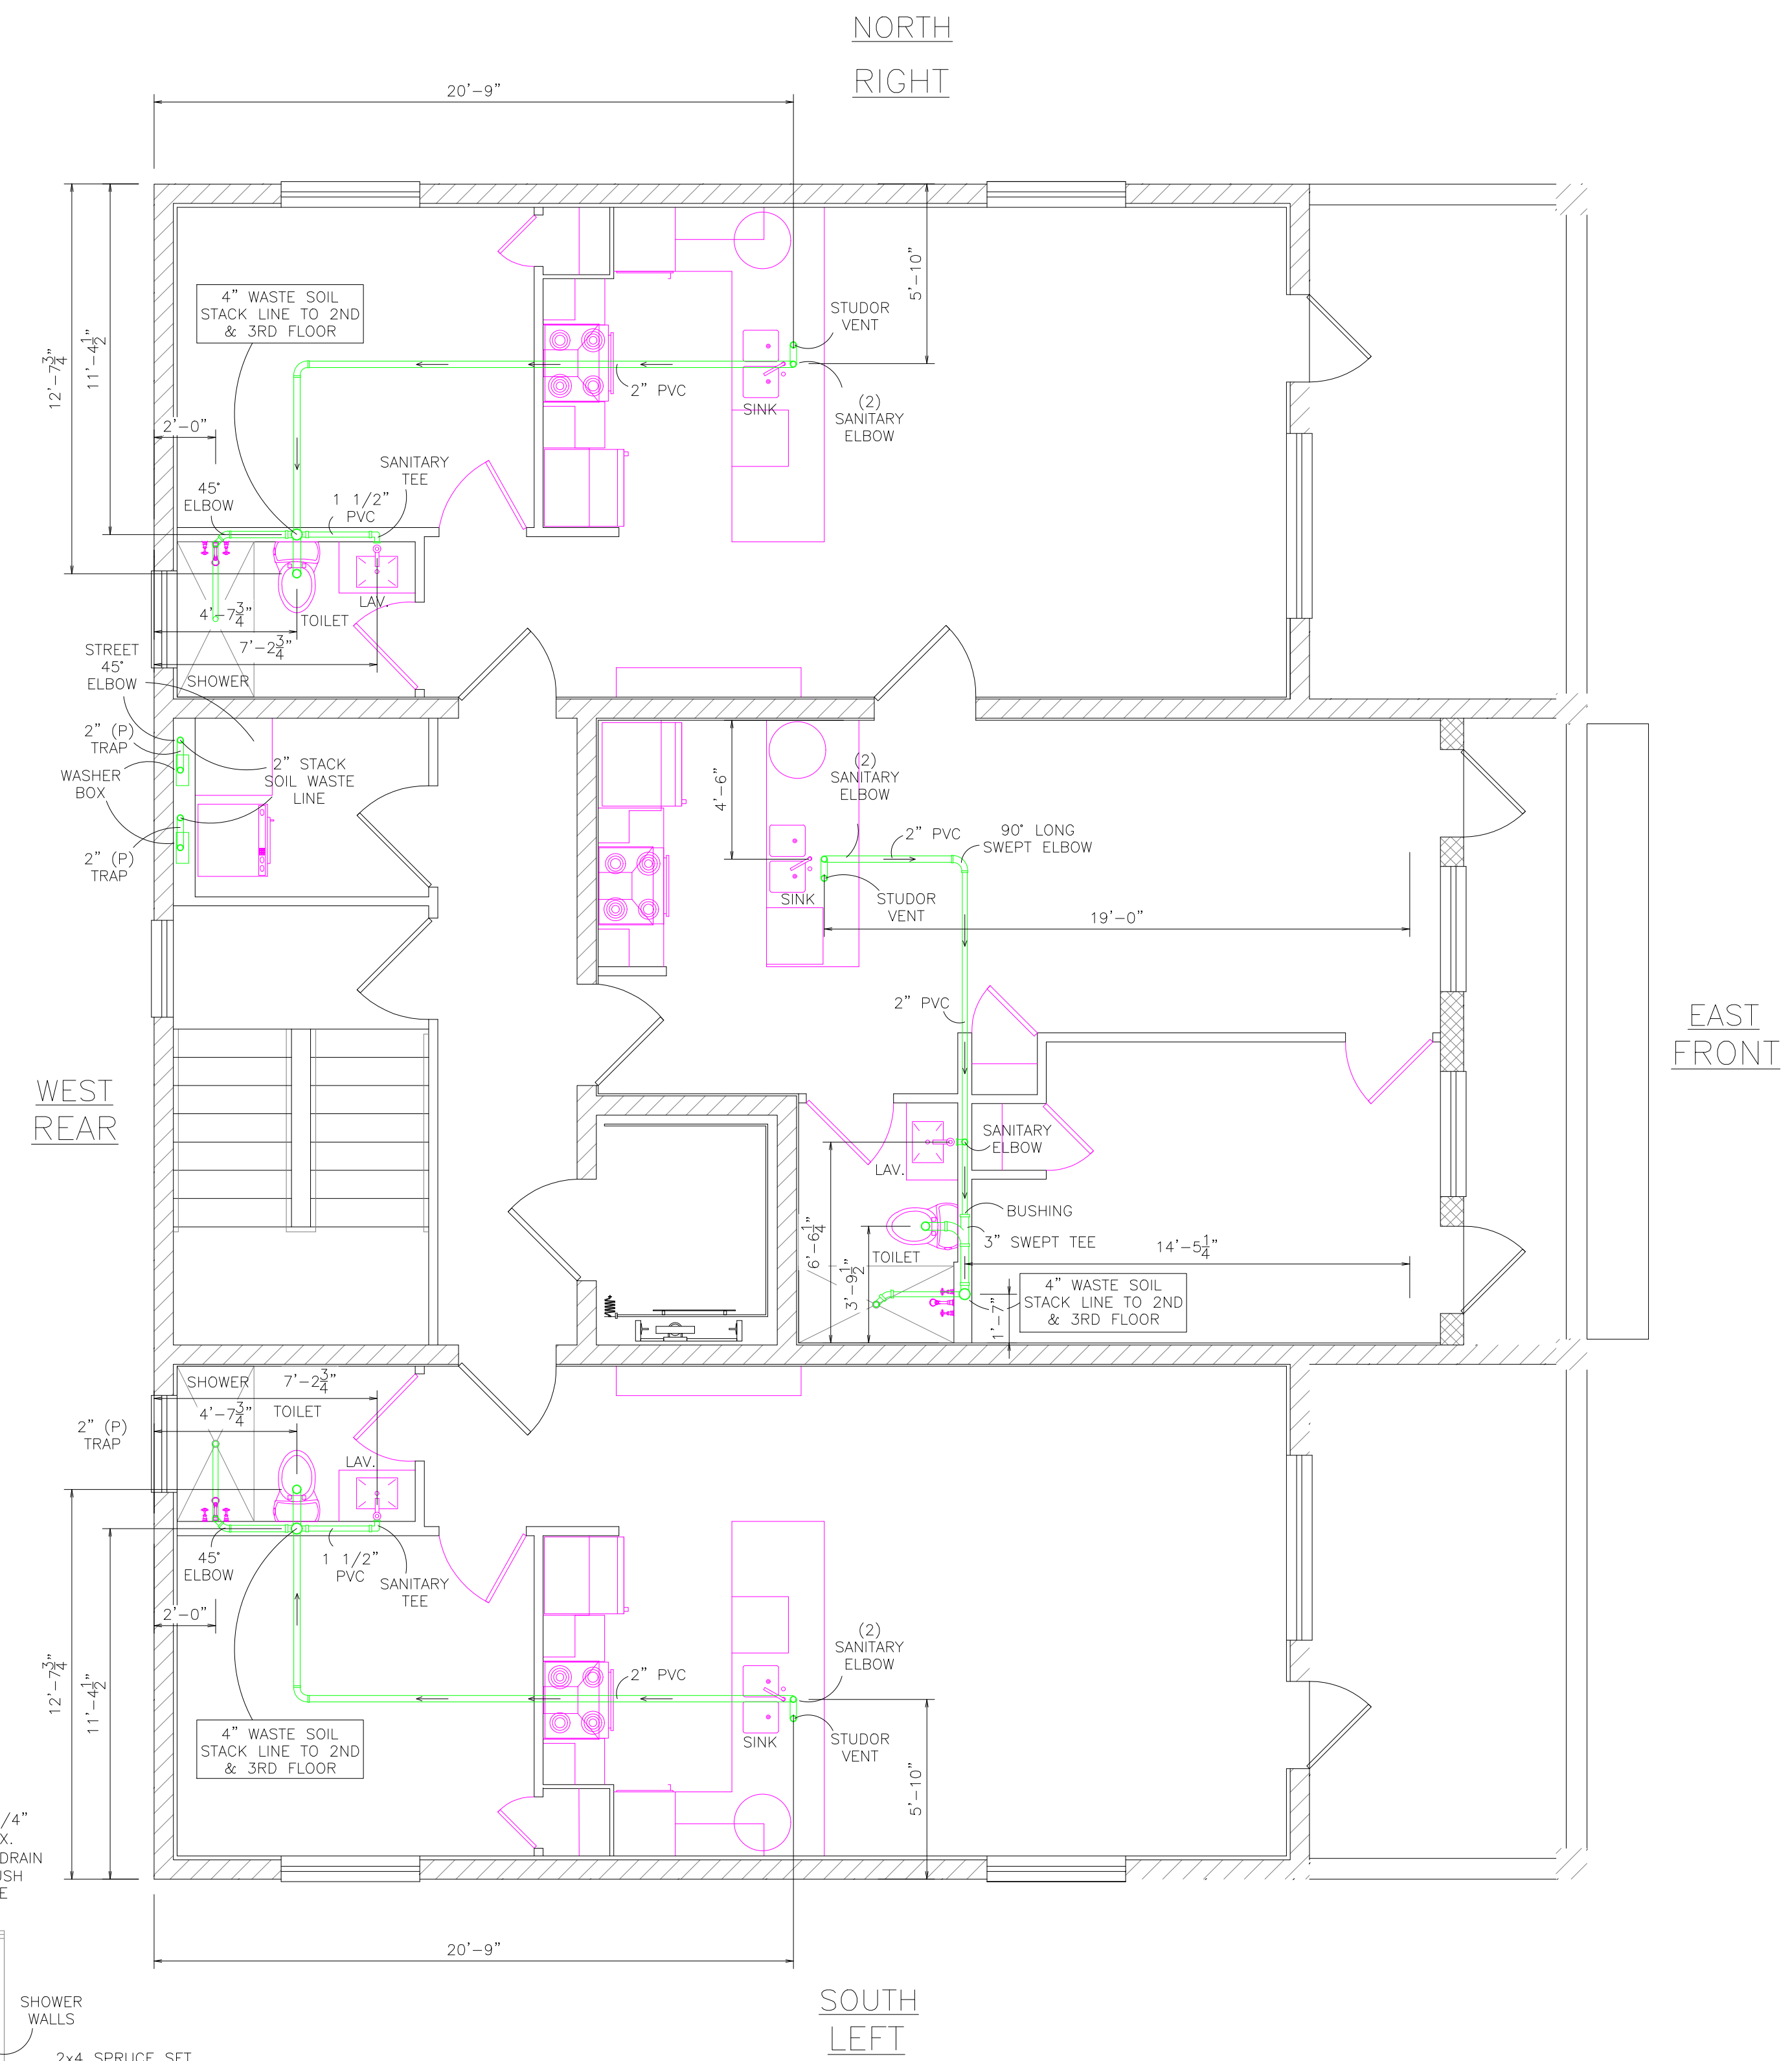 NORTH
RIGHT
20'-9"
4" WASTE SOIL
STACK LINE TO 2ND
& 3RD FLOOR
5'-10"
STUDOR
VENT
12'-7 3/4"
11'-4 1/2"
2" PVC
SINK
(2)
SANITARY
ELBOW
2'-0"
SANITARY
TEE
45°
ELBOW
1 1/2"
PVC
LAV.
4'-7 3/4"
TOILET
7'-2 3/4"
SHOWER
STREET
45°
ELBOW
2" (P)
TRAP
WASHER
BOX
2" (P)
TRAP
2" STACK
SOIL WASTE
LINE
4'-6"
(2)
SANITARY
ELBOW
2" PVC
90° LONG
SWEPT ELBOW
SINK
STUDOR
VENT
19'-0"
2" PVC
EAST
FRONT
WEST
REAR
SANITARY
ELBOW
LAV.
BUSHING
3" SWEPT TEE
6'-6 1/4"
TOILET
14'-5 1/4"
3'-9 1/2"
1'-7"
4" WASTE SOIL
STACK LINE TO 2ND
& 3RD FLOOR
SHOWER
7'-2 3/4"
4'-7 3/4"
TOILET
2" (P)
TRAP
LAV.
45°
ELBOW
1 1/2"
PVC
SANITARY
TEE
2'-0"
12'-7 3/4"
11'-4 1/2"
(2)
SANITARY
ELBOW
2" PVC
4" WASTE SOIL
STACK LINE TO 2ND
& 3RD FLOOR
SINK
STUDOR
VENT
5'-10"
/4"
X.
DRAIN
USH
E
20'-9"
SHOWER
WALLS
2x4 SPRUCE SET
SOUTH
LEFT